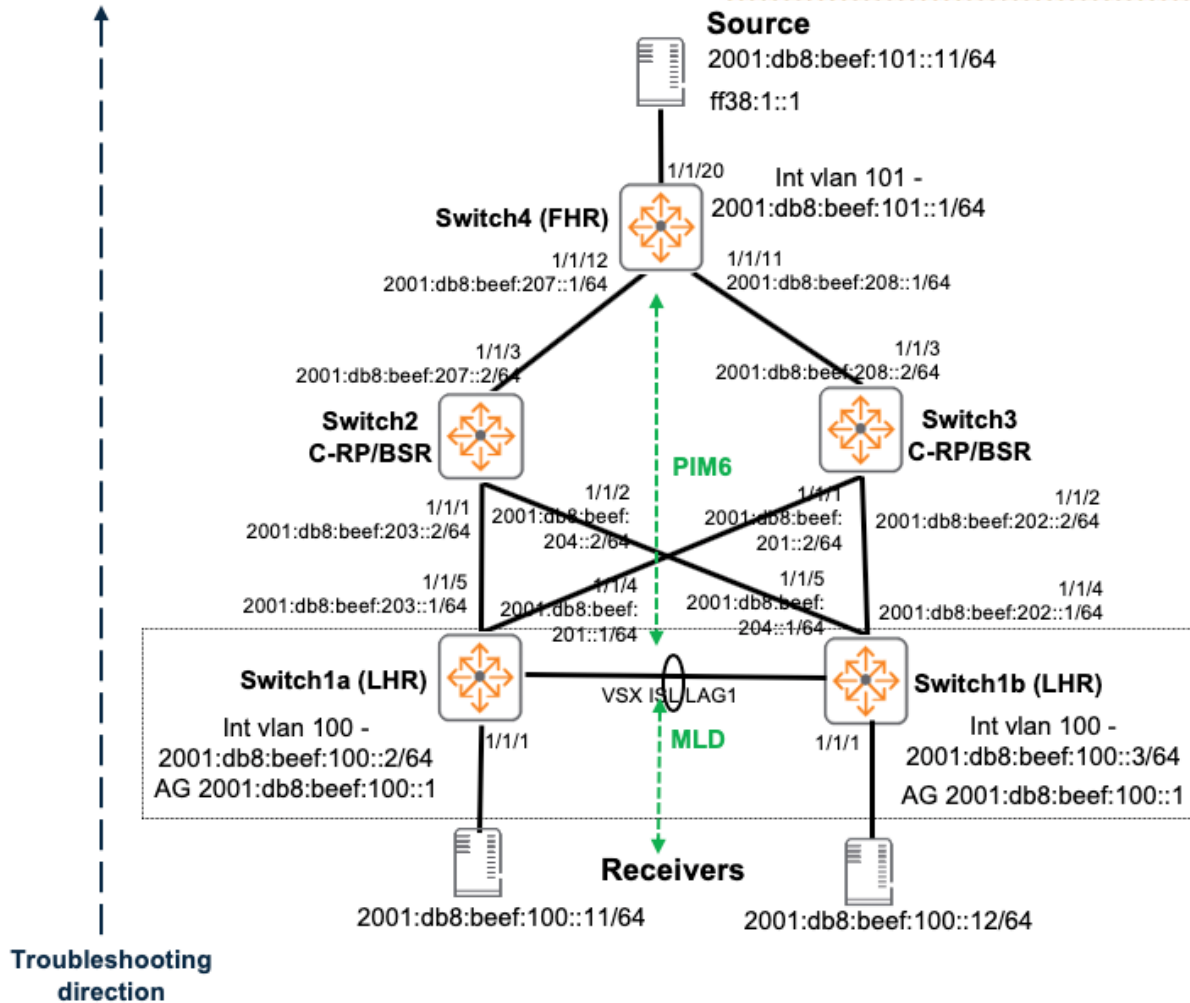 Source
2001:db8:beef:101::11/64
ff38:1::1
1/1/20
Int vlan 101 -
2001:db8:beef:101::1/64
Switch4 (FHR)
1/1/12
2001:db8:beef:207::1/64
1/1/11
2001:db8:beef:208::1/64
1/1/3
2001:db8:beef:207::2/64
1/1/3
2001:db8:beef:208::2/64
Switch2
C-RP/BSR
Switch3
C-RP/BSR
PIM6
1/1/1
2001:db8:beef:203::2/64
1/1/2
2001:db8:beef:
204::2/64
1/1/1
2001:db8:beef:
201::2/64
1/1/2
2001:db8:beef:202::2/64
1/1/5
2001:db8:beef:203::1/64
1/1/4
2001:db8:beef:
201::1/64
1/1/5
2001:db8:beef:
204::1/64
1/1/4
2001:db8:beef:202::1/64
Switch1a (LHR)
VSX ISL LAG1
Switch1b (LHR)
Int vlan 100 -
2001:db8:beef:100::2/64
AG 2001:db8:beef:100::1
1/1/1
MLD
1/1/1
Int vlan 100 -
2001:db8:beef:100::3/64
AG 2001:db8:beef:100::1
Receivers
2001:db8:beef:100::11/64
2001:db8:beef:100::12/64
Troubleshooting
direction